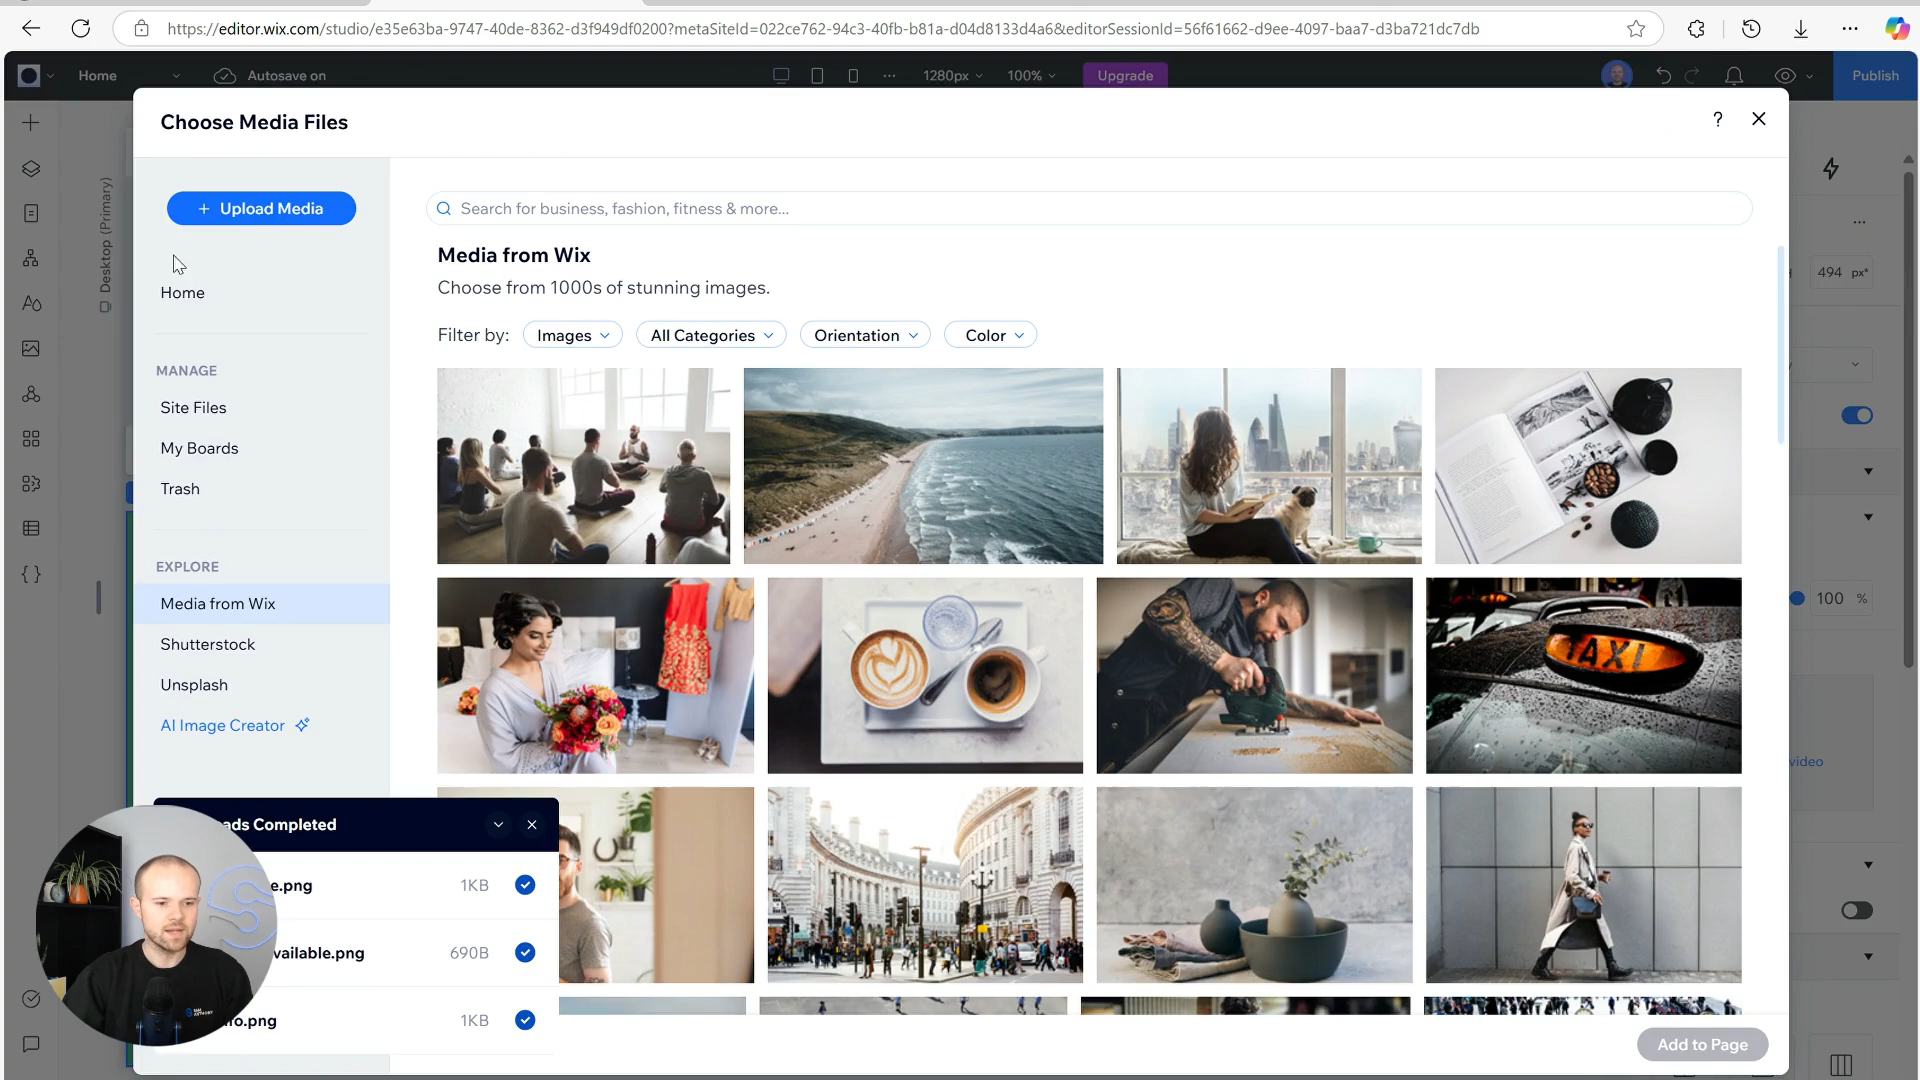 https://editor.wix.com/studio/e35e63ba-9747-40de-8362-d3f949df0200?metaSiteId=022ce762-94c3-40fb-b81a-d04d8133d4a6&editorSessionId=56f61662-d9ee-4097-baa7-d3ba721dc7db
Home
Autosave on
1280px
100%
Upgrade
Publish
Choose Media Files
?
+ Upload Media
Search for business, fashion, fitness & more...
Desktop (Primary)
Home
Media from Wix
Choose from 1000s of stunning images.
494 px*
Filter by:
Images
All Categories
Orientation
Color
MANAGE
Site Files
My Boards
Trash
EXPLORE
Media from Wix
Shutterstock
Unsplash
AI Image Creator
TAXI
100 %
video
ads Completed
e.png
1KB
vailable.png
690B
fo.png
1KB
Add to Page